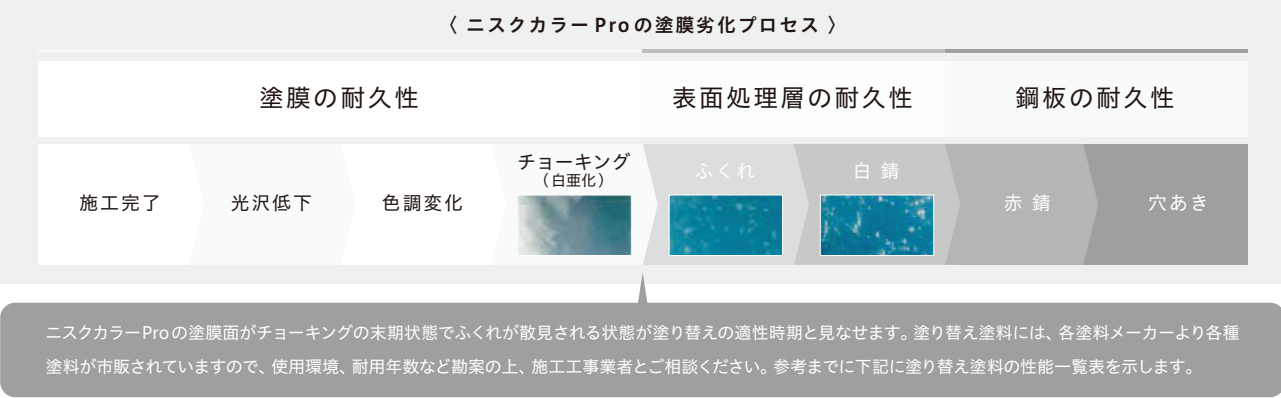 〈 ニスクカラー Pro の塗膜劣化プロセス 〉
塗膜の耐久性
表面処理層の耐久性
鋼板の耐久性
施工完了
光沢低下
色調変化
チョーキング
（白亜化）
ふくれ
白 錆
赤 錆
穴あき
ニスクカラーProの塗膜面がチョーキングの末期状態でふくれが散見される状態が塗り替えの適性時期と見なせます。塗り替え塗料には、各塗料メーカーより各種
塗料が市販されていますので、使用環境、耐用年数など勘案の上、施工工事業者とご相談ください。参考までに下記に塗り替え塗料の性能一覧表を示します。